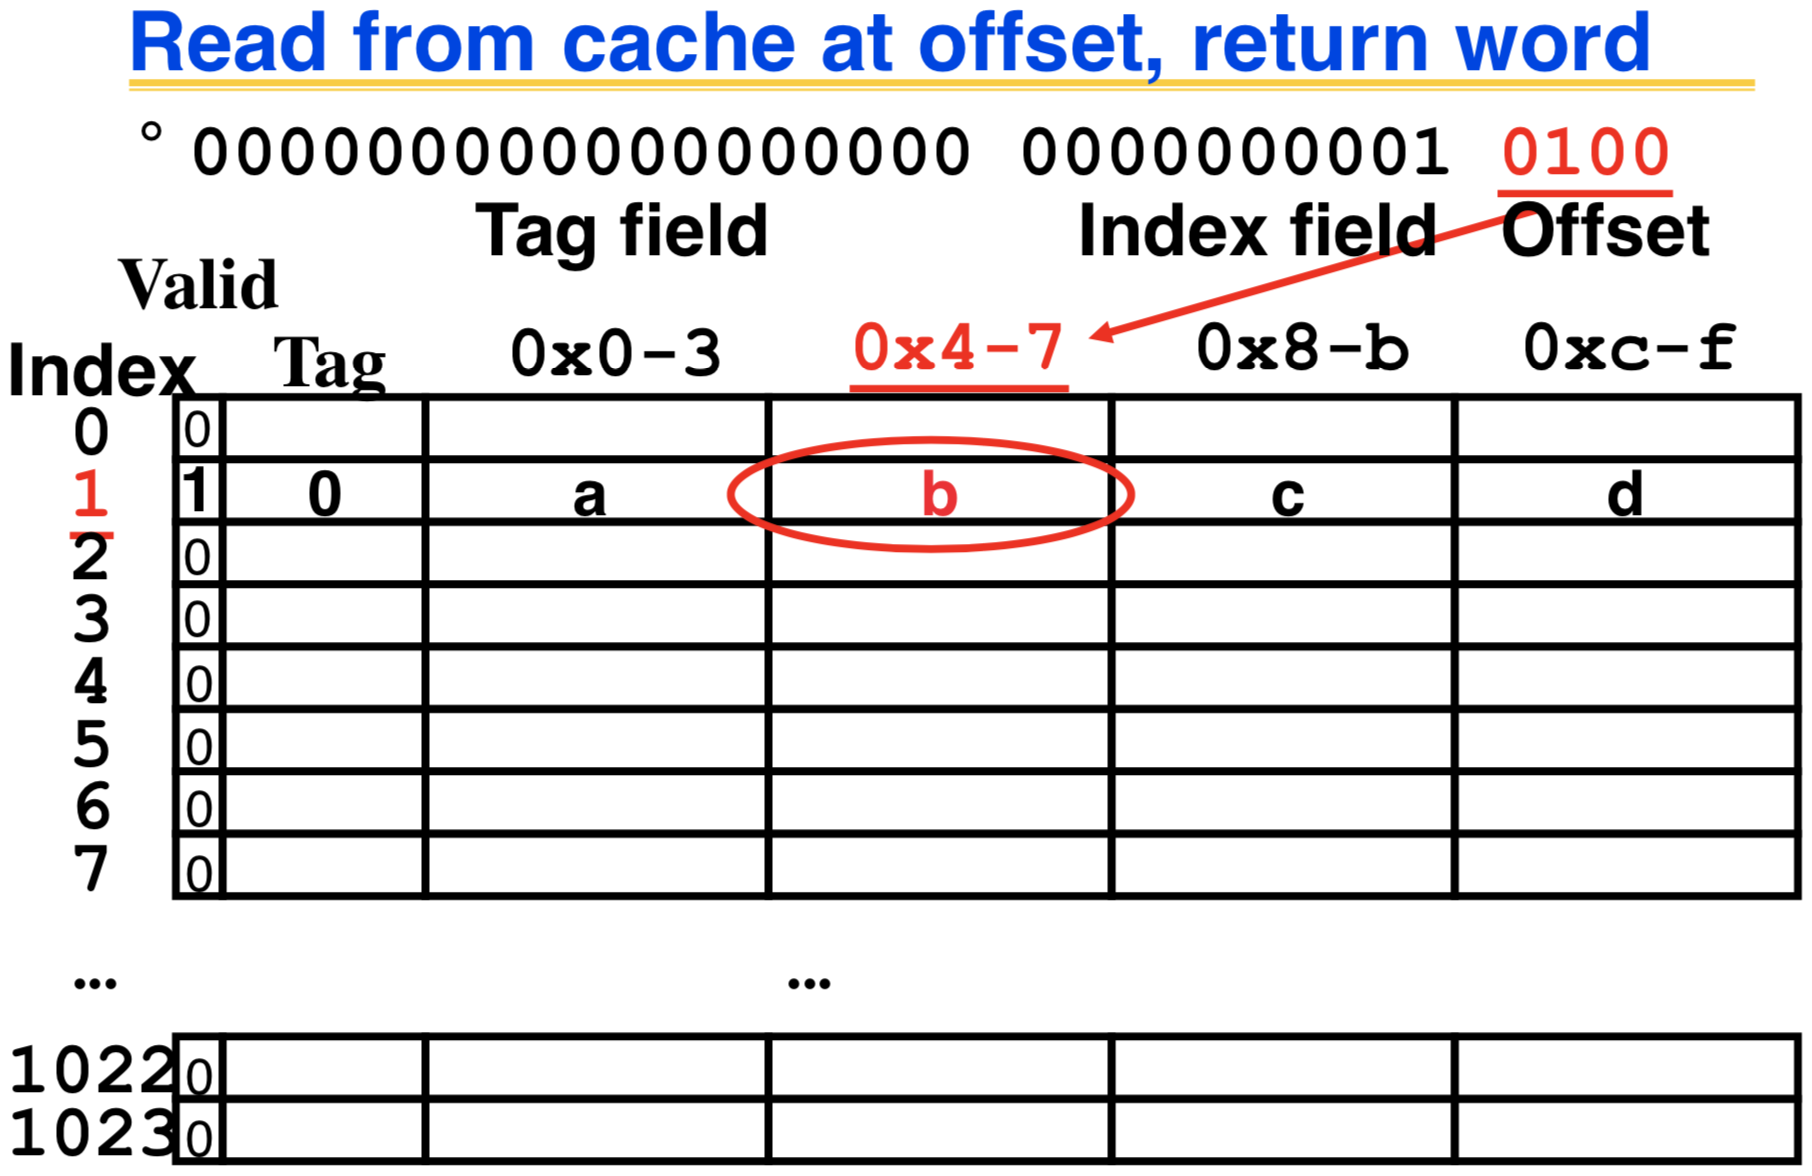 Read from cache at offset, return word
° 000000000000000000 0000000001 0100
Tag field Index field Offset
Valid
Index Tag 0x0-3 0x4-7 0x8-b 0xc-f
0 0
1 1 0 a b c d
2 0
3 0
4 0
5 0
6 0
7 0
... ...
1022 0
1023 0